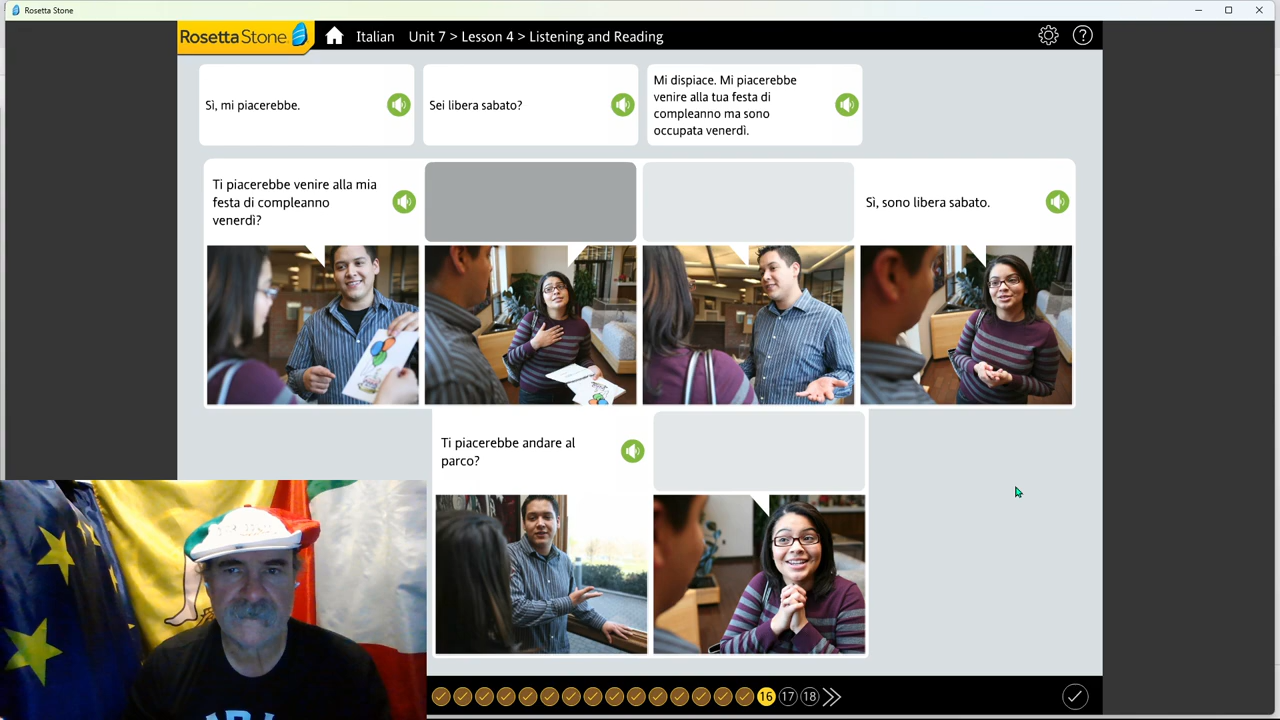 Rosetta Stone
RosettaStone
Italian Unit 7 > Lesson 4 > Listening and Reading
Sì, mi piacerebbe.
Sei libera sabato?
Mi dispiace. Mi piacerebbe
venire alla tua festa di
compleanno ma sono
occupata venerdì.
Ti piacerebbe venire alla mia
festa di compleanno
venerdì?
Sì, sono libera sabato.
Ti piacerebbe andare al
parco?
16 17 18